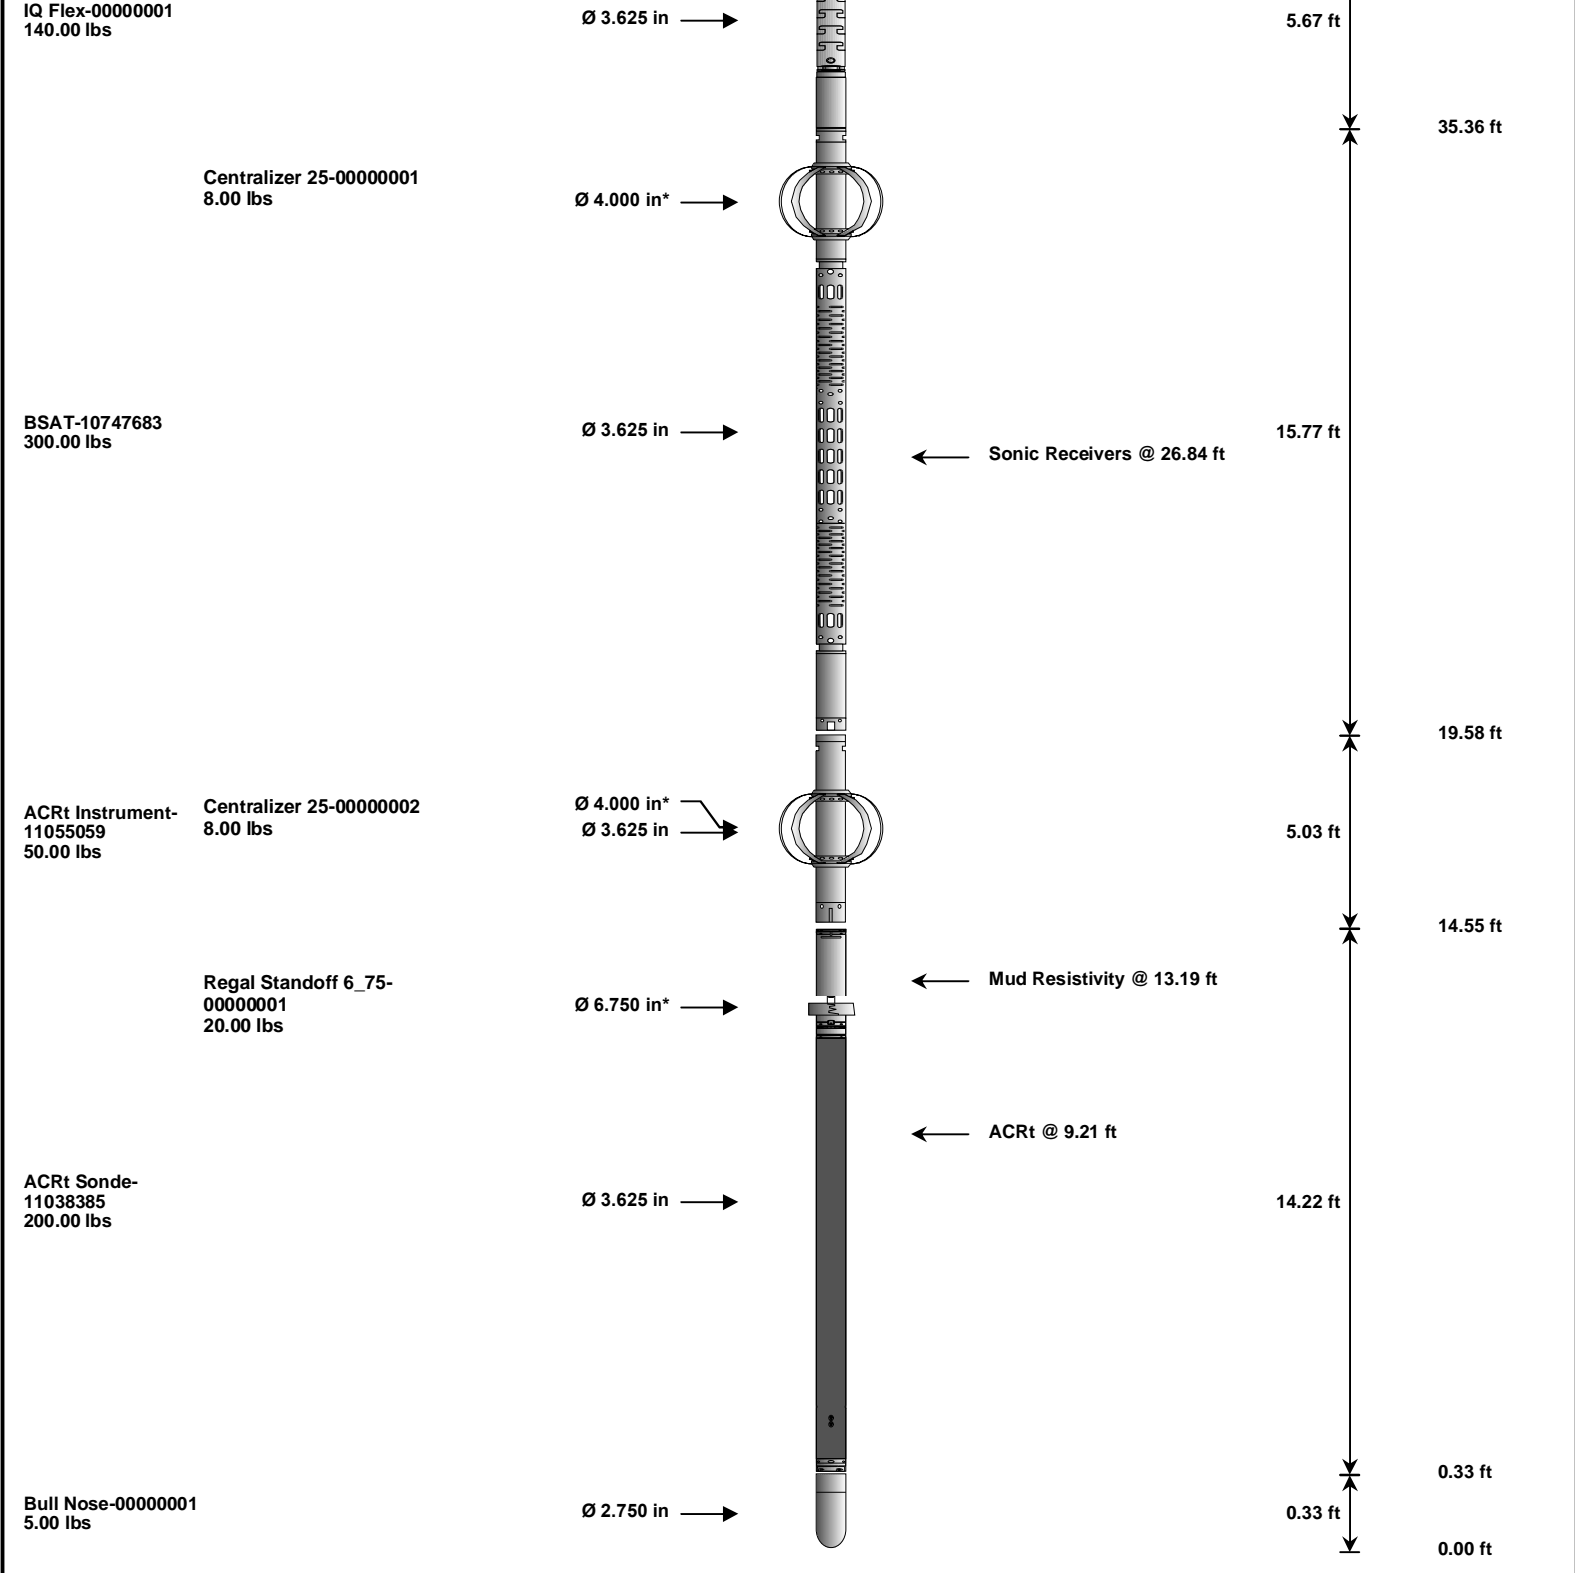 IQ Flex-00000001
140.00 lbs
Ø 3.625 in
5.67 ft
35.36 ft
Centralizer 25-00000001
8.00 lbs
Ø 4.000 in*
BSAT-10747683
300.00 lbs
Ø 3.625 in
Sonic Receivers @ 26.84 ft
15.77 ft
19.58 ft
ACRt Instrument-
11055059
50.00 lbs
Centralizer 25-00000002
8.00 lbs
Ø 4.000 in*
Ø 3.625 in
5.03 ft
14.55 ft
Regal Standoff 6_75-
00000001
20.00 lbs
Ø 6.750 in*
Mud Resistivity @ 13.19 ft
ACRt @ 9.21 ft
ACRt Sonde-
11038385
200.00 lbs
Ø 3.625 in
14.22 ft
0.33 ft
Bull Nose-00000001
5.00 lbs
Ø 2.750 in
0.33 ft
0.00 ft